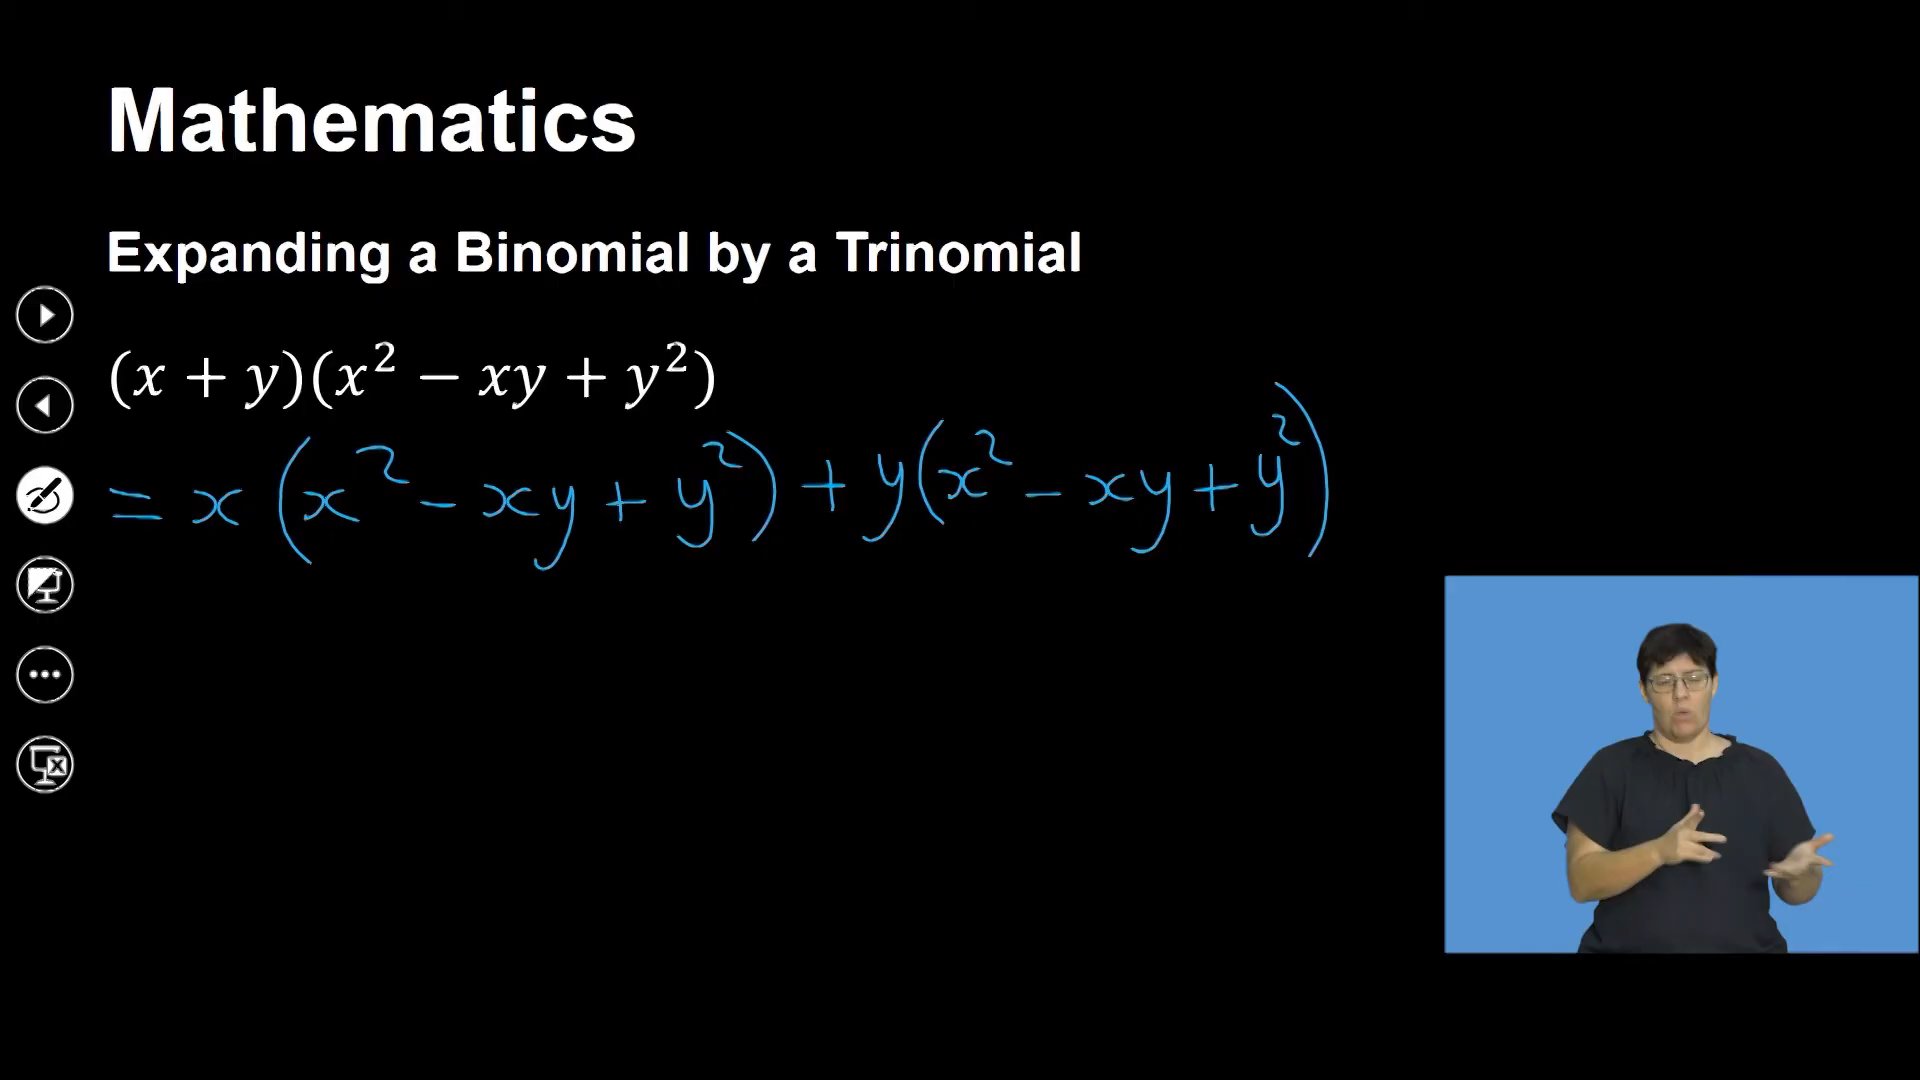 Mathematics
Expanding a Binomial by a Trinomial
(x + y)(x² − xy + y²)
= x (x² − xy + y²) + y(x² − xy + y²)